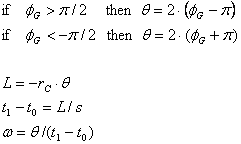 if ϕ_G > π/2 then θ = 2·(ϕ_G − π)
if ϕ_G < −π/2 then θ = 2·(ϕ_G + π)
L = −r_C · θ
t_1 − t_0 = L / s
ω = θ /(t_1 − t_0)